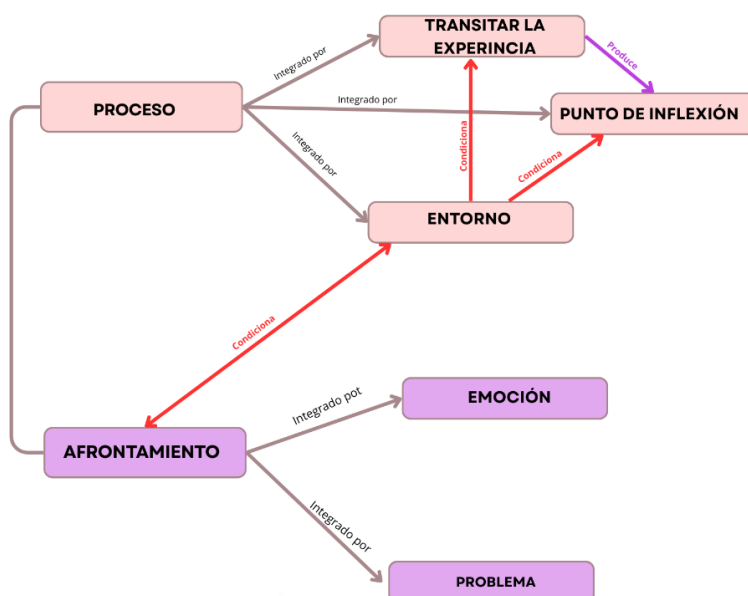 TRANSITAR LA
EXPERINCIA
Produce
Integrado por
PROCESO
Integrado por
PUNTO DE INFLEXIÓN
Integrado por
Condiciona
Condiciona
ENTORNO
Condiciona
EMOCIÓN
Integrado pot
AFRONTAMIENTO
Integrado por
PROBLEMA